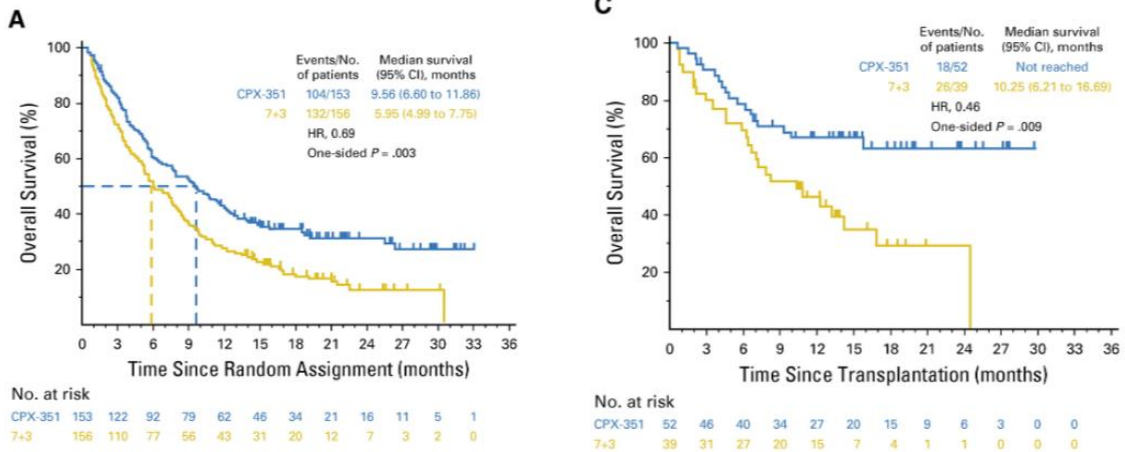 A
Overall Survival (%)
100
80
60
40
20
Events/No. of patients
Median survival (95% CI), months
CPX-351 104/153 9.56 (6.60 to 11.86)
7+3 132/156 5.95 (4.99 to 7.75)
HR, 0.69
One-sided P = .003
0 3 6 9 12 15 18 21 24 27 30 33 36
Time Since Random Assignment (months)
No. at risk
CPX-351 153 122 92 79 62 46 34 21 16 11 5 1
7+3 156 110 77 56 43 31 20 12 7 3 2 0
C
Overall Survival (%)
100
80
60
40
20
Events/No. of patients
Median survival (95% CI), months
CPX-351 18/52 Not reached
7+3 26/39 10.25 (6.21 to 16.69)
HR, 0.46
One-sided P = .009
0 3 6 9 12 15 18 21 24 27 30 33 36
Time Since Transplantation (months)
No. at risk
CPX-351 52 46 40 34 27 20 15 9 6 3 0 0
7+3 39 31 27 20 15 7 4 1 1 0 0 0